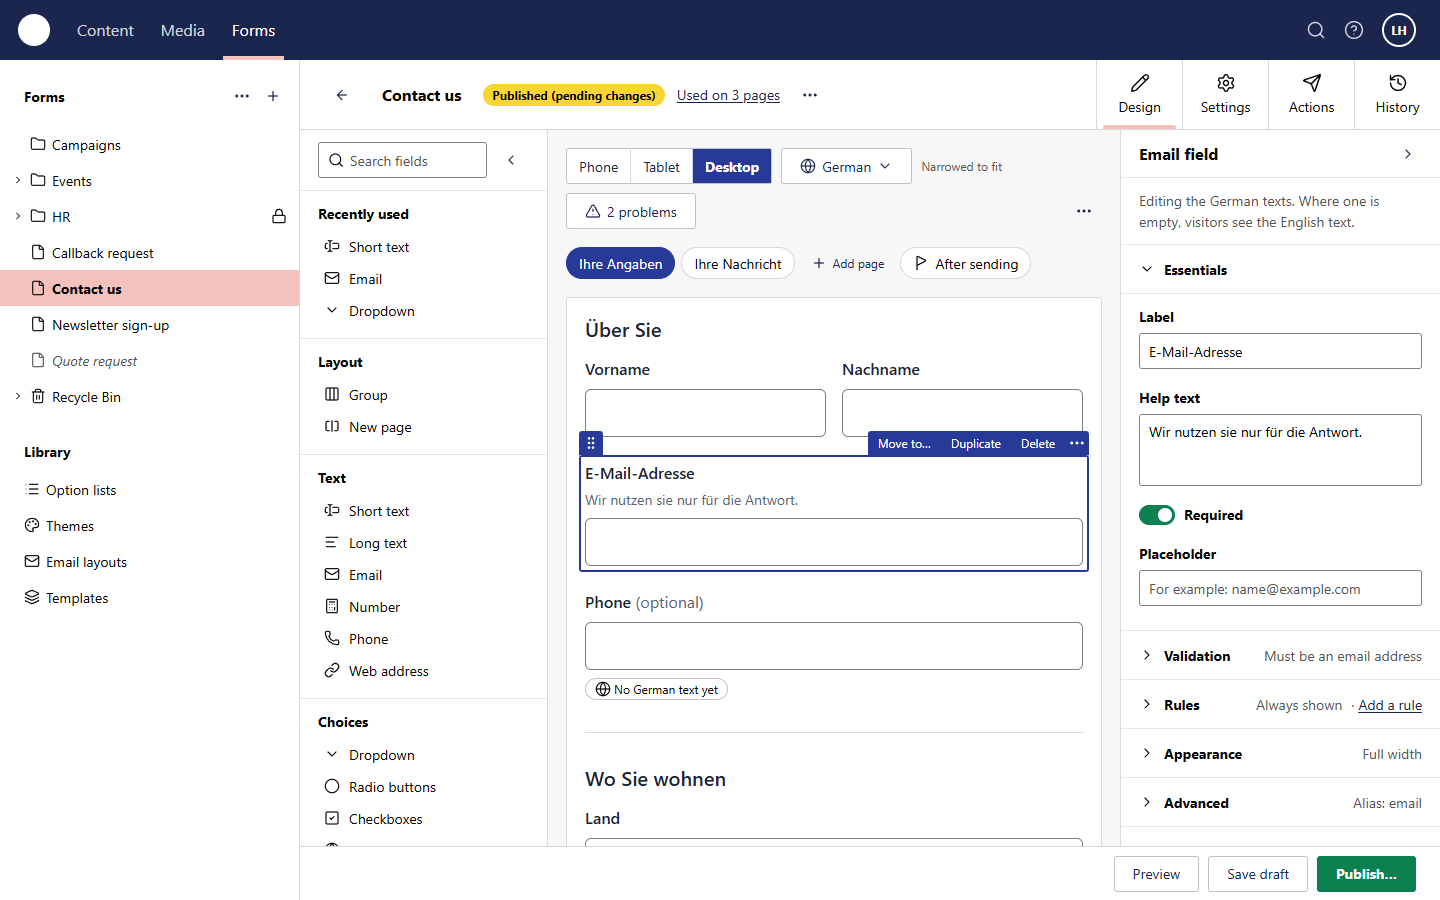 Content
Media
Forms
LH
Forms
Campaigns
Events
HR
Callback request
Contact us
Newsletter sign-up
Quote request
Recycle Bin
Library
Option lists
Themes
Email layouts
Templates
Contact us
Published (pending changes)
Used on 3 pages
Design
Settings
Actions
History
Search fields
Recently used
Short text
Email
Dropdown
Layout
Group
New page
Text
Short text
Long text
Email
Number
Phone
Web address
Choices
Dropdown
Radio buttons
Checkboxes
Phone
Tablet
Desktop
German
Narrowed to fit
2 problems
Ihre Angaben
Ihre Nachricht
Add page
After sending
Über Sie
Vorname
Nachname
Move to...
Duplicate
Delete
E-Mail-Adresse
Wir nutzen sie nur für die Antwort.
Phone (optional)
No German text yet
Wo Sie wohnen
Land
Email field
Editing the German texts. Where one is
empty, visitors see the English text.
Essentials
Label
E-Mail-Adresse
Help text
Wir nutzen sie nur für die Antwort.
Required
Placeholder
For example: name@example.com
Validation
Must be an email address
Rules
Always shown · Add a rule
Appearance
Full width
Advanced
Alias: email
Preview
Save draft
Publish...